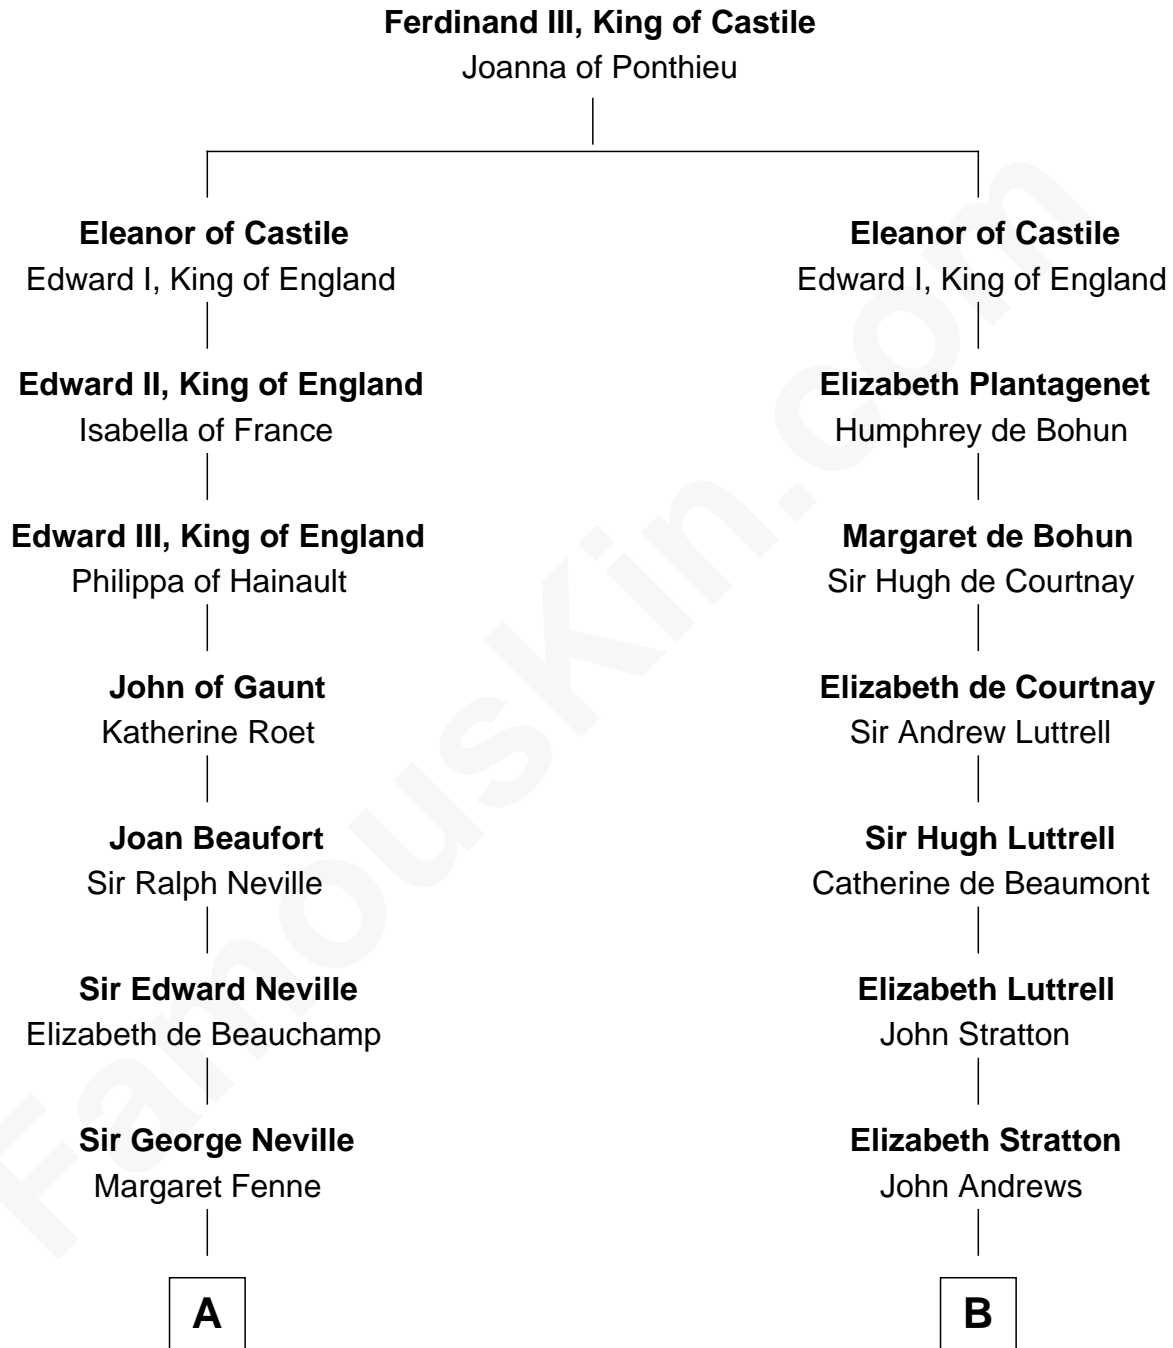 Ferdinand III, King of Castile
Joanna of Ponthieu
Eleanor of Castile
Edward I, King of England
Edward II, King of England
Isabella of France
Edward III, King of England
Philippa of Hainault
John of Gaunt
Katherine Roet
Joan Beaufort
Sir Ralph Neville
Sir Edward Neville
Elizabeth de Beauchamp
Sir George Neville
Margaret Fenne
A
Eleanor of Castile
Edward I, King of England
Elizabeth Plantagenet
Humphrey de Bohun
Margaret de Bohun
Sir Hugh de Courtnay
Elizabeth de Courtnay
Sir Andrew Luttrell
Sir Hugh Luttrell
Catherine de Beaumont
Elizabeth Luttrell
John Stratton
Elizabeth Stratton
John Andrews
B
FamousKin.com